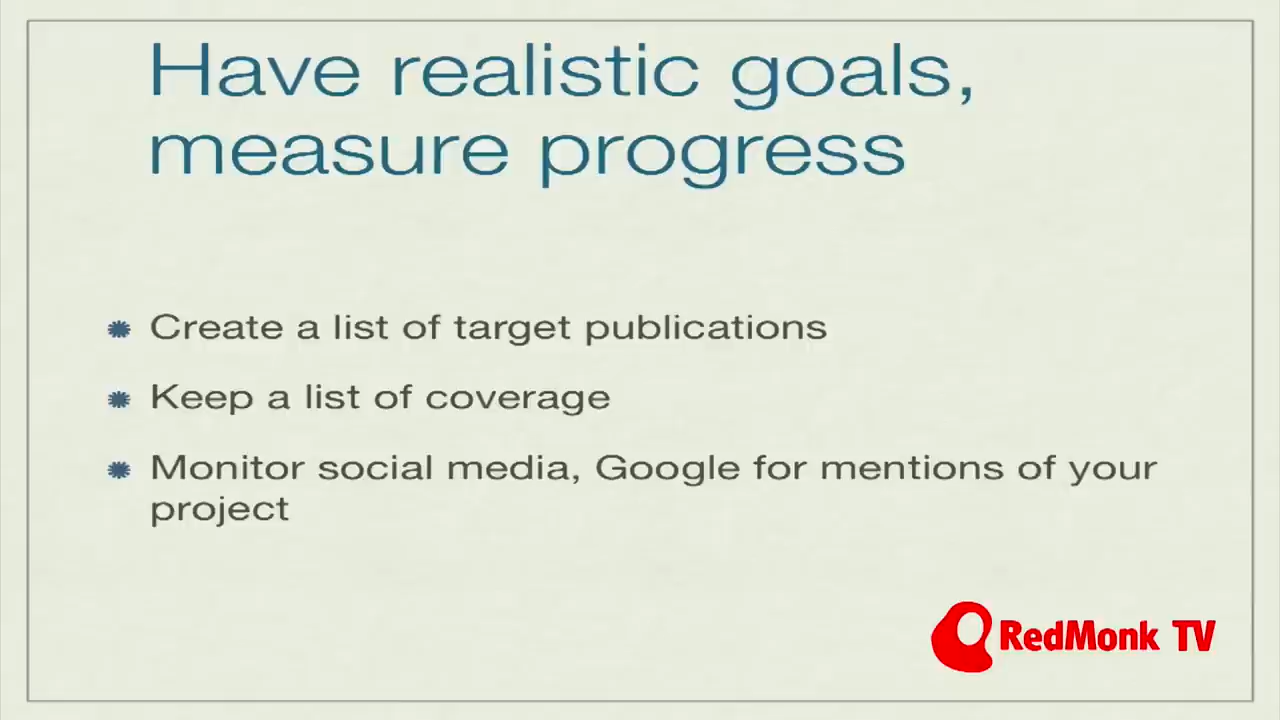 Have realistic goals,
measure progress
Create a list of target publications
Keep a list of coverage
Monitor social media, Google for mentions of your
project
RedMonk TV